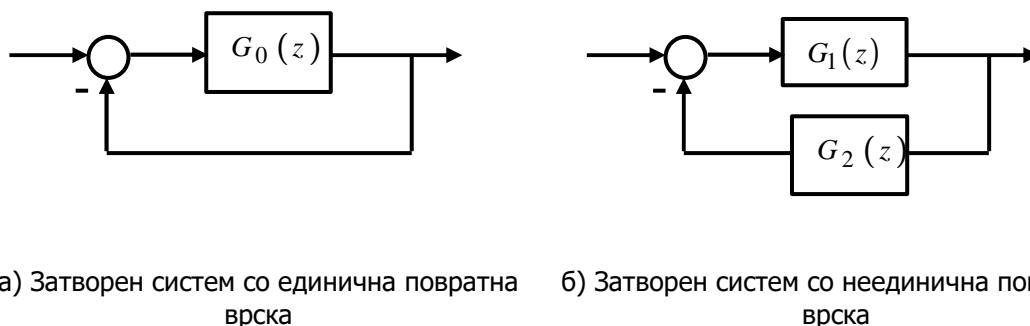 G₀(z)
-
G₁(z)
-
G₂(z)
а) Затворен систем со единична повратна
врска
б) Затворен систем со неединична
врска